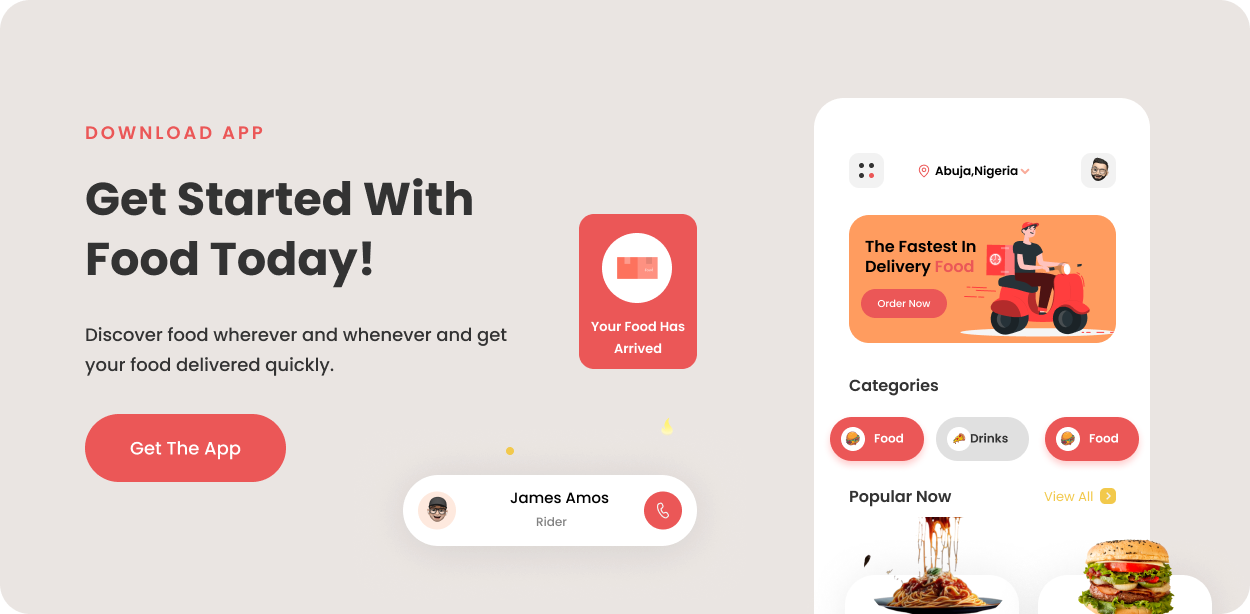 DOWNLOAD APP
Get Started With
Food Today!
Discover food wherever and whenever and get
your food delivered quickly.
Get The App
Your Food Has
Arrived
James Amos
Rider
Abuja,Nigeria
The Fastest In
Delivery Food
Order Now
Categories
Food
Drinks
Food
Popular Now
View All